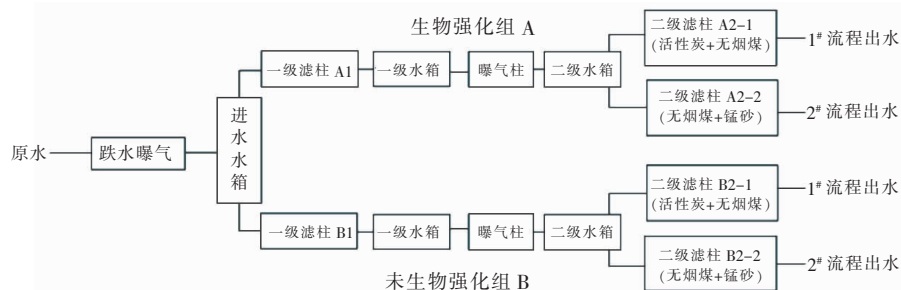 生物强化组 A
二级滤柱 A2-1
(活性炭+无烟煤)
1# 流程出水
一级滤柱 A1
一级水箱
曝气柱
二级水箱
二级滤柱 A2-2
(无烟煤+锰砂)
2# 流程出水
原水
跌水曝气
进水水箱
二级滤柱 B2-1
(活性炭+无烟煤)
1# 流程出水
一级滤柱 B1
一级水箱
曝气柱
二级水箱
二级滤柱 B2-2
(无烟煤+锰砂)
2# 流程出水
未生物强化组 B